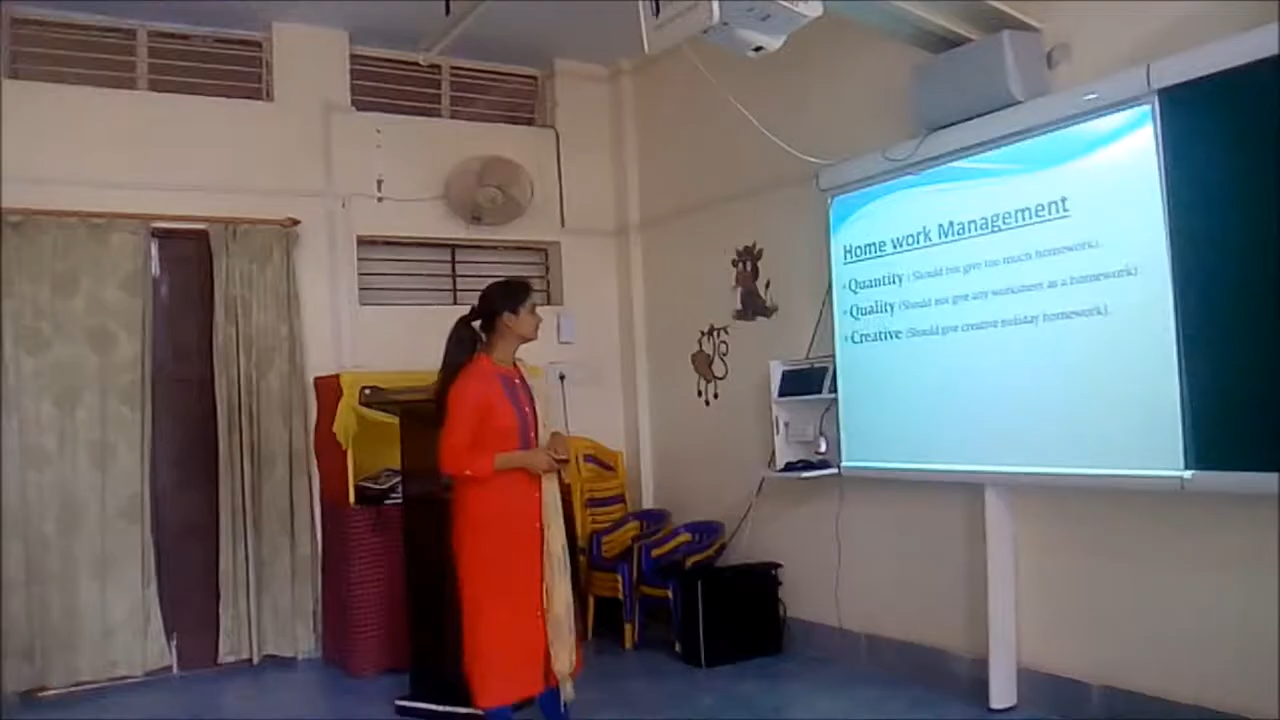 Home work Management
Quantity (Should not give too much homework).
Quality (Should not give any worksheet as a homework).
Creative (Should give creative holiday homework).